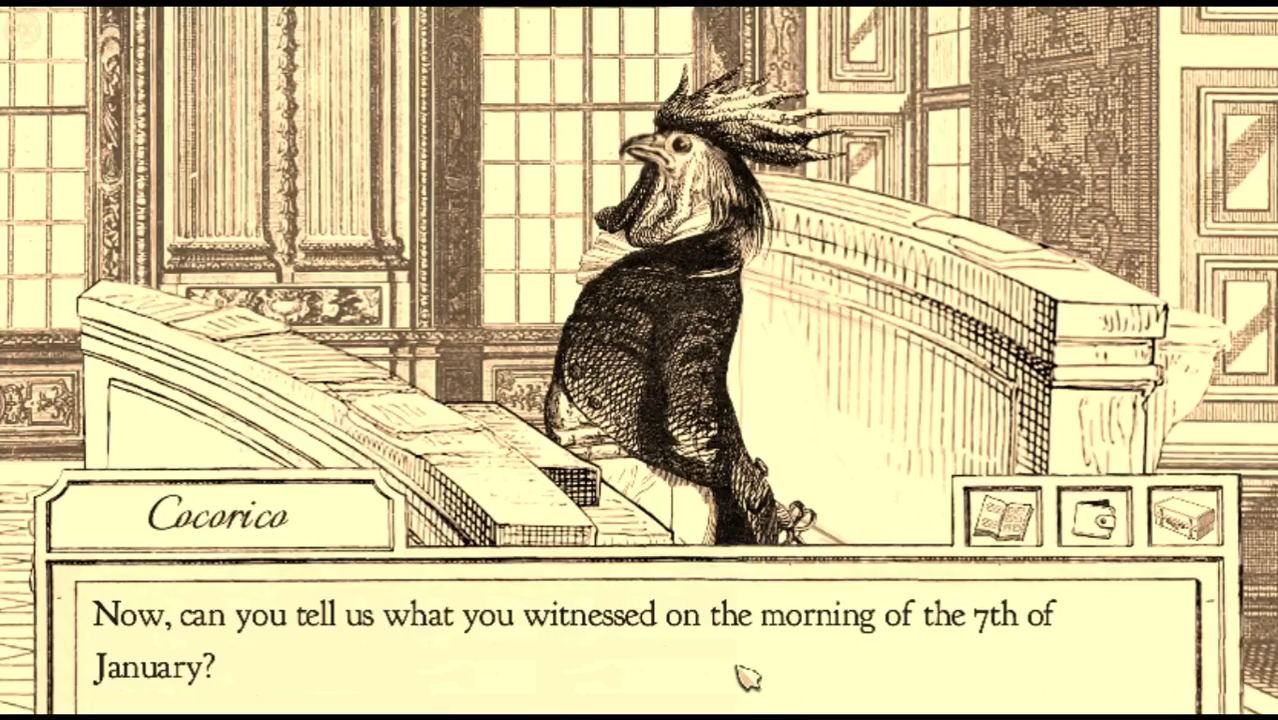 Cocorico
Now, can you tell us what you witnessed on the morning of the 7th of
January?